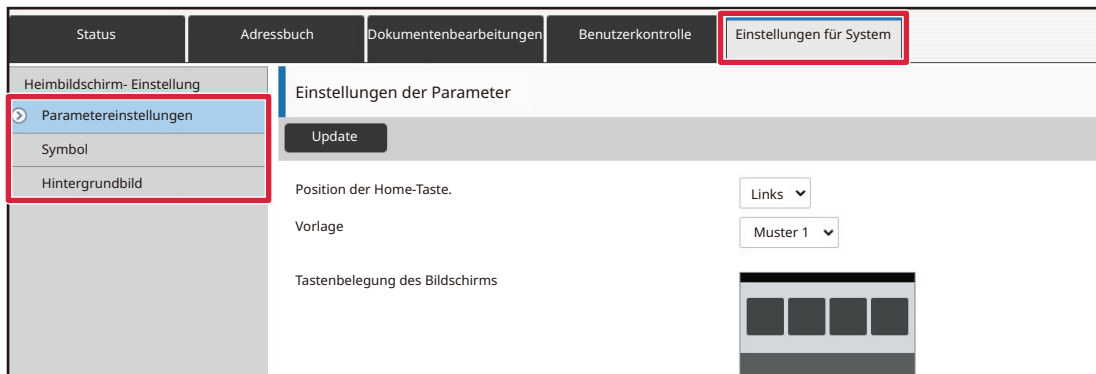 Status
Adressbuch
Dokumentenbearbeitungen
Benutzerkontrolle
Einstellungen für System
Heimbildschirm- Einstellung
Parametereinstellungen
Symbol
Hintergrundbild
Einstellungen der Parameter
Update
Position der Home-Taste.
Links
Vorlage
Muster 1
Tastenbelegung des Bildschirms